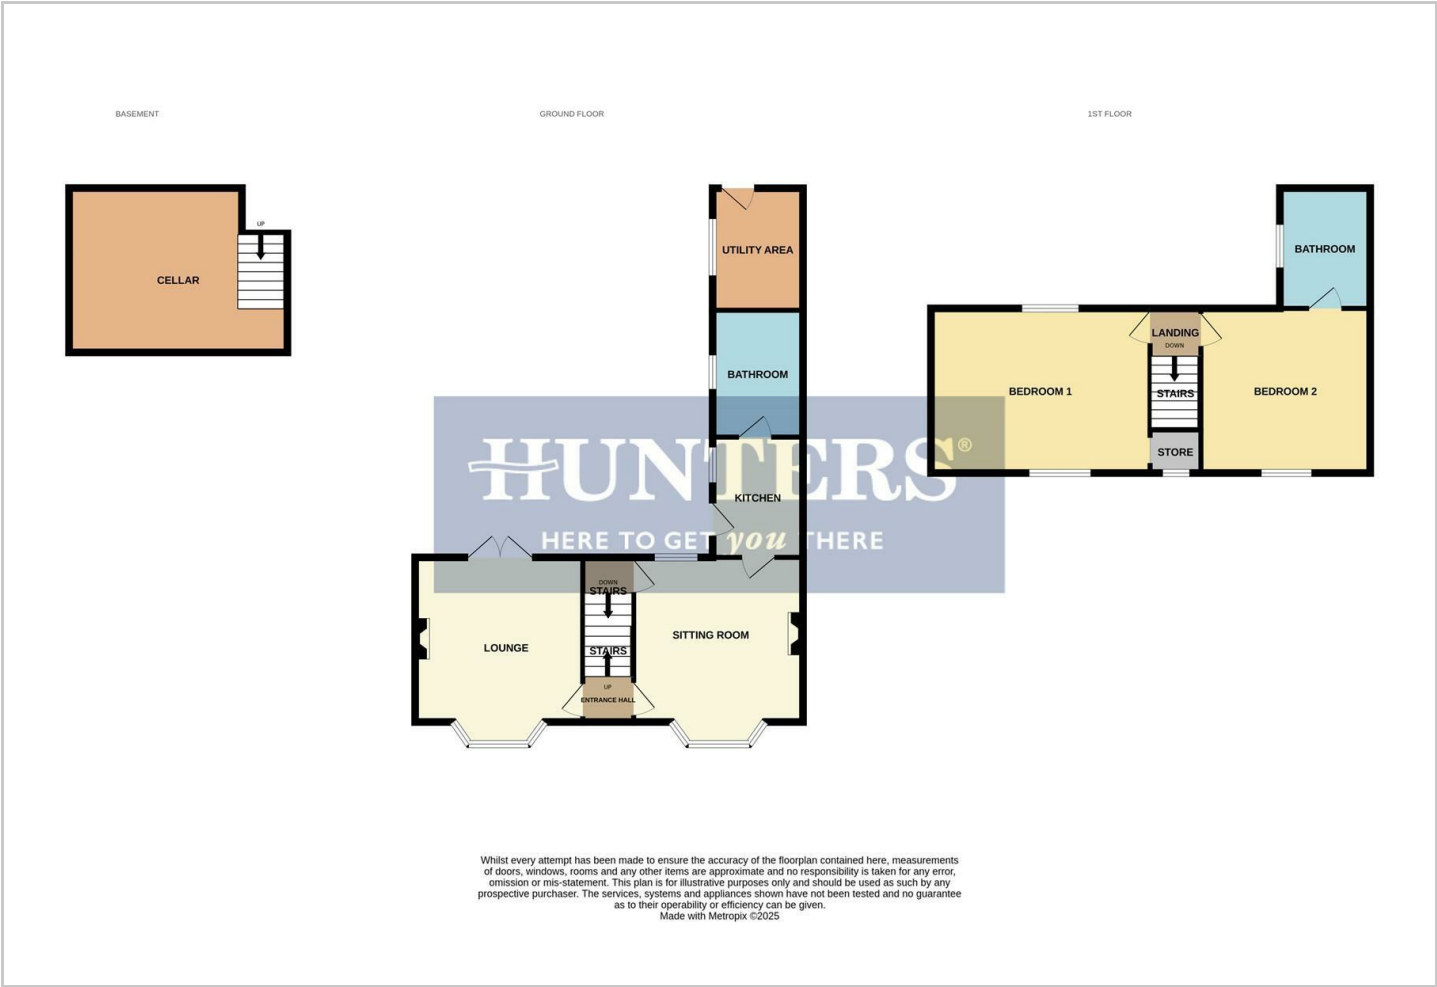 BASEMENT
GROUND FLOOR
1ST FLOOR
UP
CELLAR
UTILITY AREA
BATHROOM
KITCHEN
DOWN
STAIRS
SITTING ROOM
LOUNGE
STAIRS
UP
ENTRANCE HALL
BATHROOM
LANDING
DOWN
BEDROOM 1
STAIRS
BEDROOM 2
STORE
HUNTERS®
HERE TO GET you THERE
Whilst every attempt has been made to ensure the accuracy of the floorplan contained here, measurements
of doors, windows, rooms and any other items are approximate and no responsibility is taken for any error,
omission or mis-statement. This plan is for illustrative purposes only and should be used as such by any
prospective purchaser. The services, systems and appliances shown have not been tested and no guarantee
as to their operability or efficiency can be given.
Made with Metropix ©2025